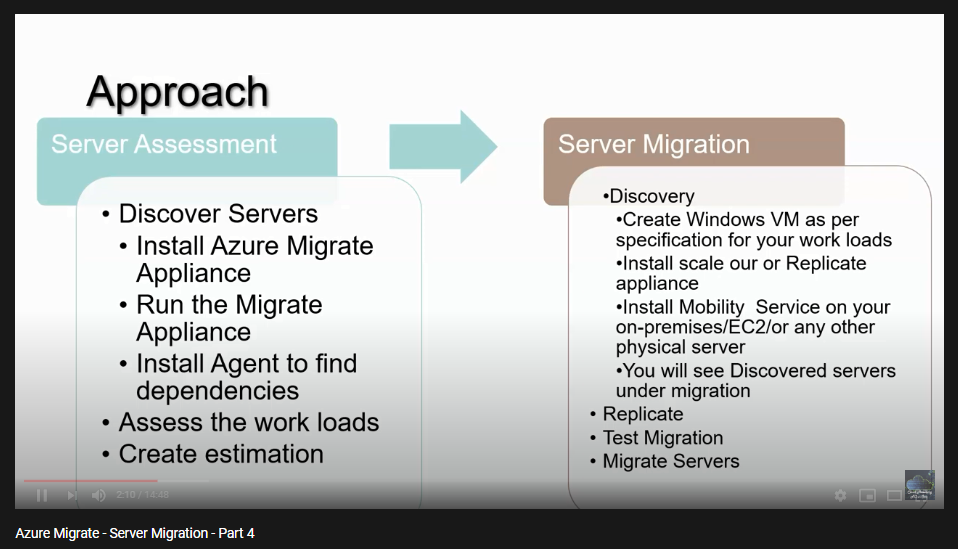 Approach
Server Assessment
• Discover Servers
• Install Azure Migrate
Appliance
• Run the Migrate
Appliance
• Install Agent to find
dependencies
• Assess the work loads
• Create estimation
Server Migration
•Discovery
•Create Windows VM as per
specification for your work loads
•Install scale our or Replicate
appliance
•Install Mobility Service on your
on-premises/EC2/or any other
physical server
•You will see Discovered servers
under migration
• Replicate
• Test Migration
• Migrate Servers
2:10 / 14:48
Azure Migrate - Server Migration - Part 4